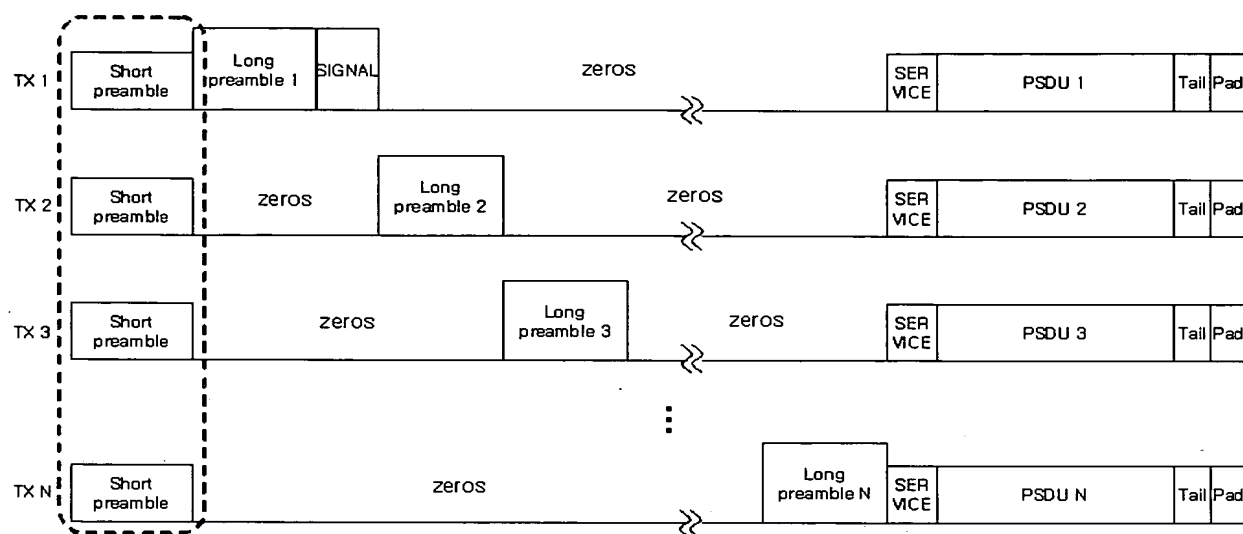 TX 1
Short
preamble
Long
preamble 1
SIGNAL
zeros
SER
VICE
PSDU 1
Tail
Pad
TX 2
Short
preamble
zeros
Long
preamble 2
zeros
SER
VICE
PSDU 2
Tail
Pad
TX 3
Short
preamble
zeros
Long
preamble 3
zeros
SER
VICE
PSDU 3
Tail
Pad
TX N
Short
preamble
zeros
Long
preamble N
SER
VICE
PSDU N
Tail
Pad